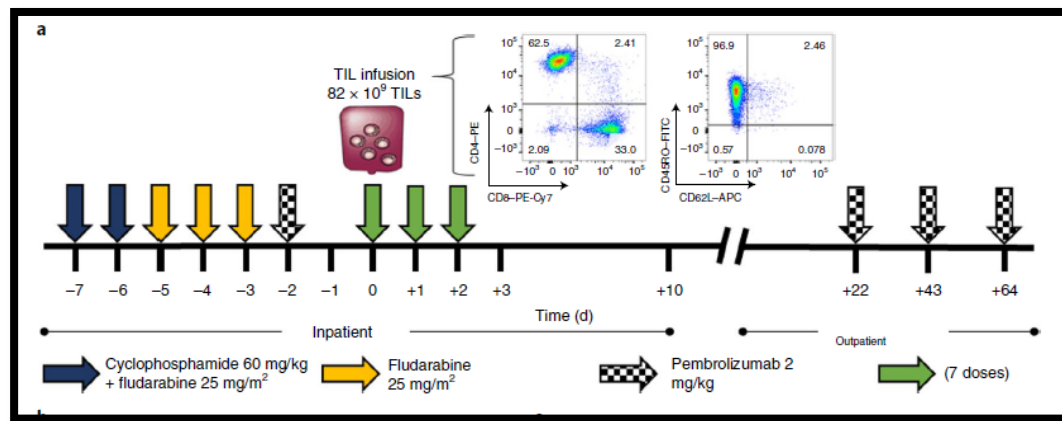 a
TIL infusion
82 × 10⁹ TILs
10⁵
10⁴
10³
0
−10³
62.5
2.41
2.09
33.0
CD4–PE
−10³ 0 10³ 10⁴ 10⁵
CD8–PE-Cy7
10⁵
10⁴
10³
0
−10³
96.9
2.46
0.57
0.078
CD45RO–FITC
−10³ 0 10³ 10⁴ 10⁵
CD62L–APC
−7 −6 −5 −4 −3 −2 −1 0 +1 +2 +3 +10 +22 +43 +64
Time (d)
Inpatient
Outpatient
Cyclophosphamide 60 mg/kg
+ fludarabine 25 mg/m²
Fludarabine
25 mg/m²
Pembrolizumab 2
mg/kg
(7 doses)